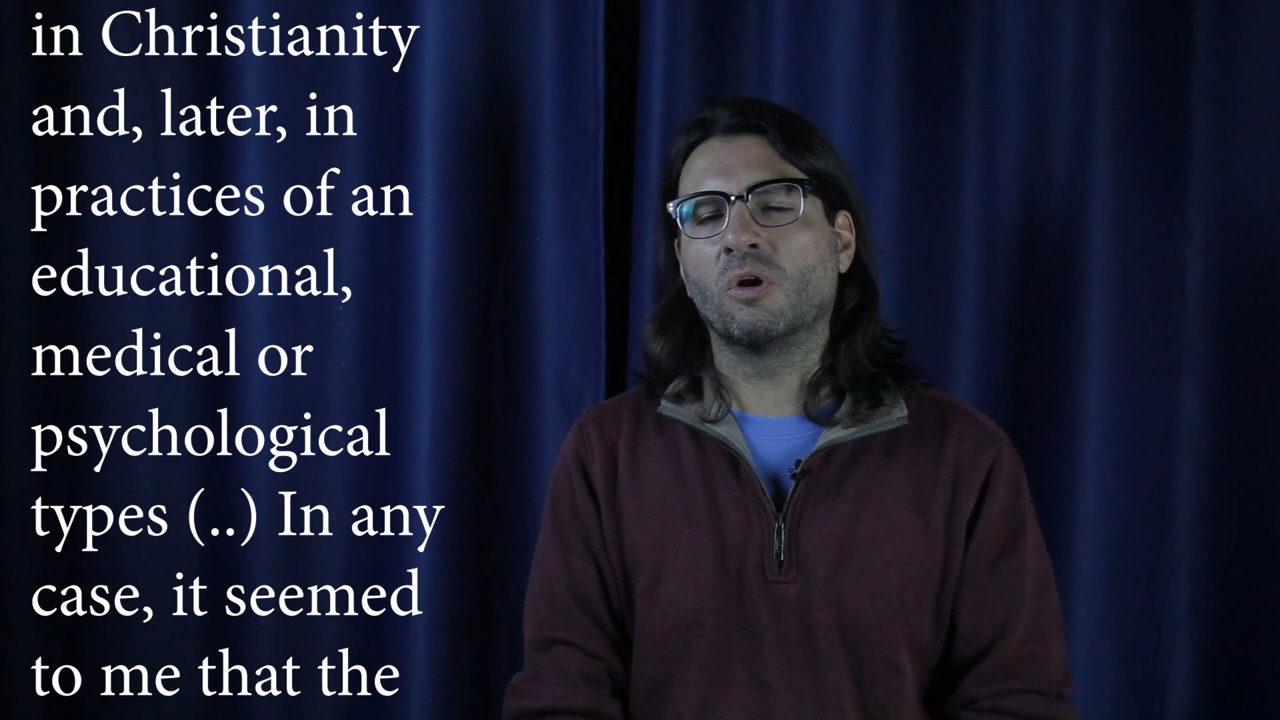 in Christianity
and, later, in
practices of an
educational,
medical or
psychological
types (..) In any
case, it seemed
to me that the